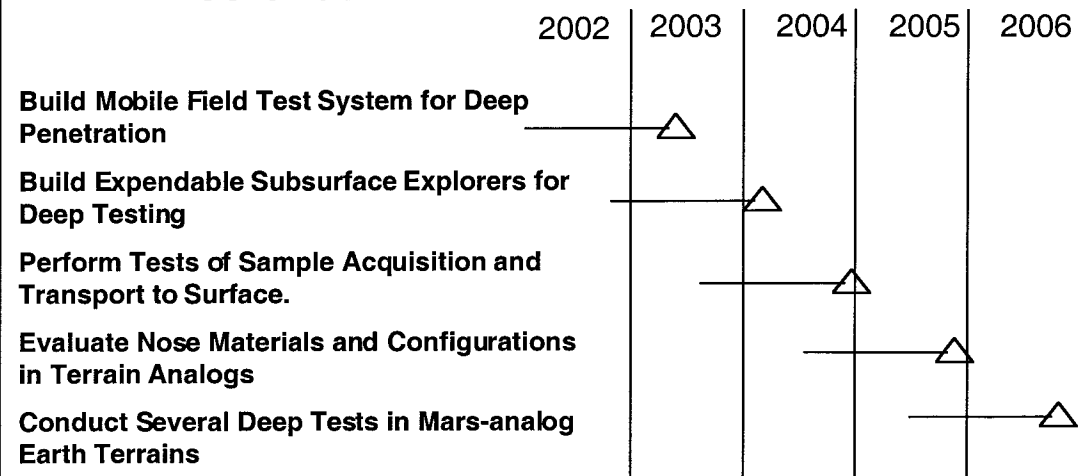 2002 2003 2004 2005 2006
Build Mobile Field Test System for Deep
Penetration
Build Expendable Subsurface Explorers for
Deep Testing
Perform Tests of Sample Acquisition and
Transport to Surface.
Evaluate Nose Materials and Configurations
in Terrain Analogs
Conduct Several Deep Tests in Mars-analog
Earth Terrains